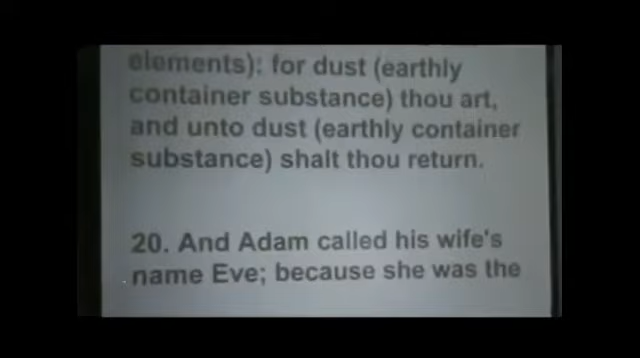 elements): for dust (earthly
container substance) thou art,
and unto dust (earthly container
substance) shalt thou return.
20. And Adam called his wife's
name Eve; because she was the